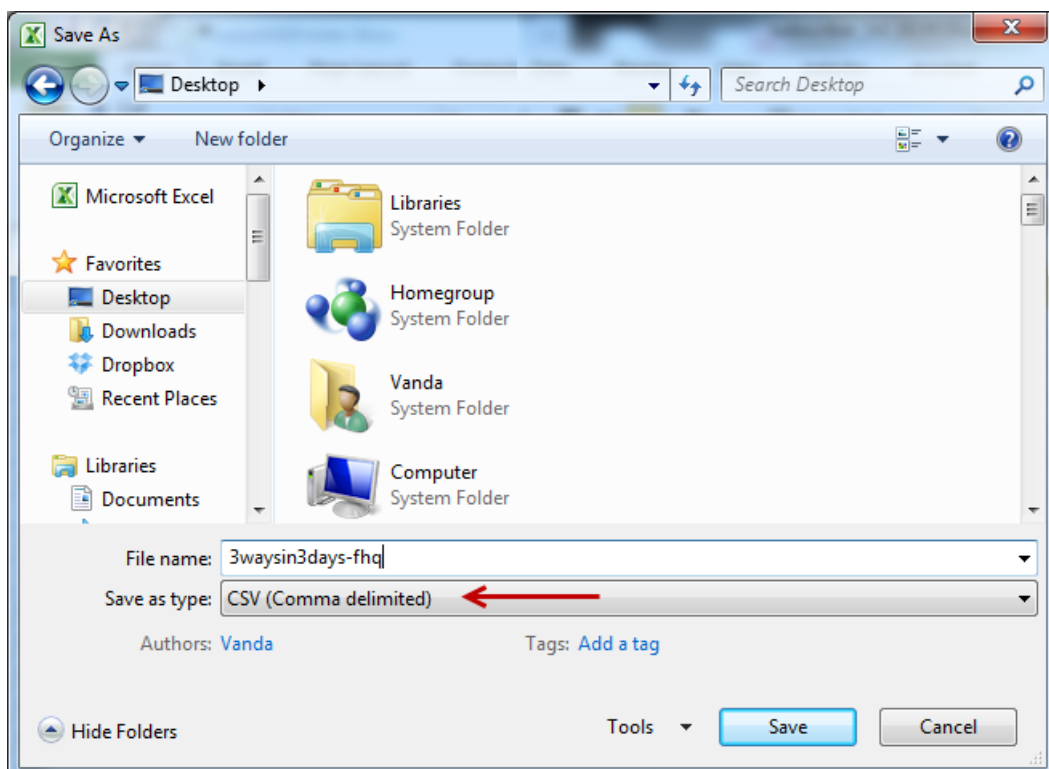 Save As
Desktop
Search Desktop
Organize
New folder
Microsoft Excel
Favorites
Desktop
Downloads
Dropbox
Recent Places
Libraries
Documents
Libraries
System Folder
Homegroup
System Folder
Vanda
System Folder
Computer
System Folder
File name: 3waysin3days-fhq
Save as type: CSV (Comma delimited)
Authors: Vanda Tags: Add a tag
Hide Folders
Tools
Save
Cancel